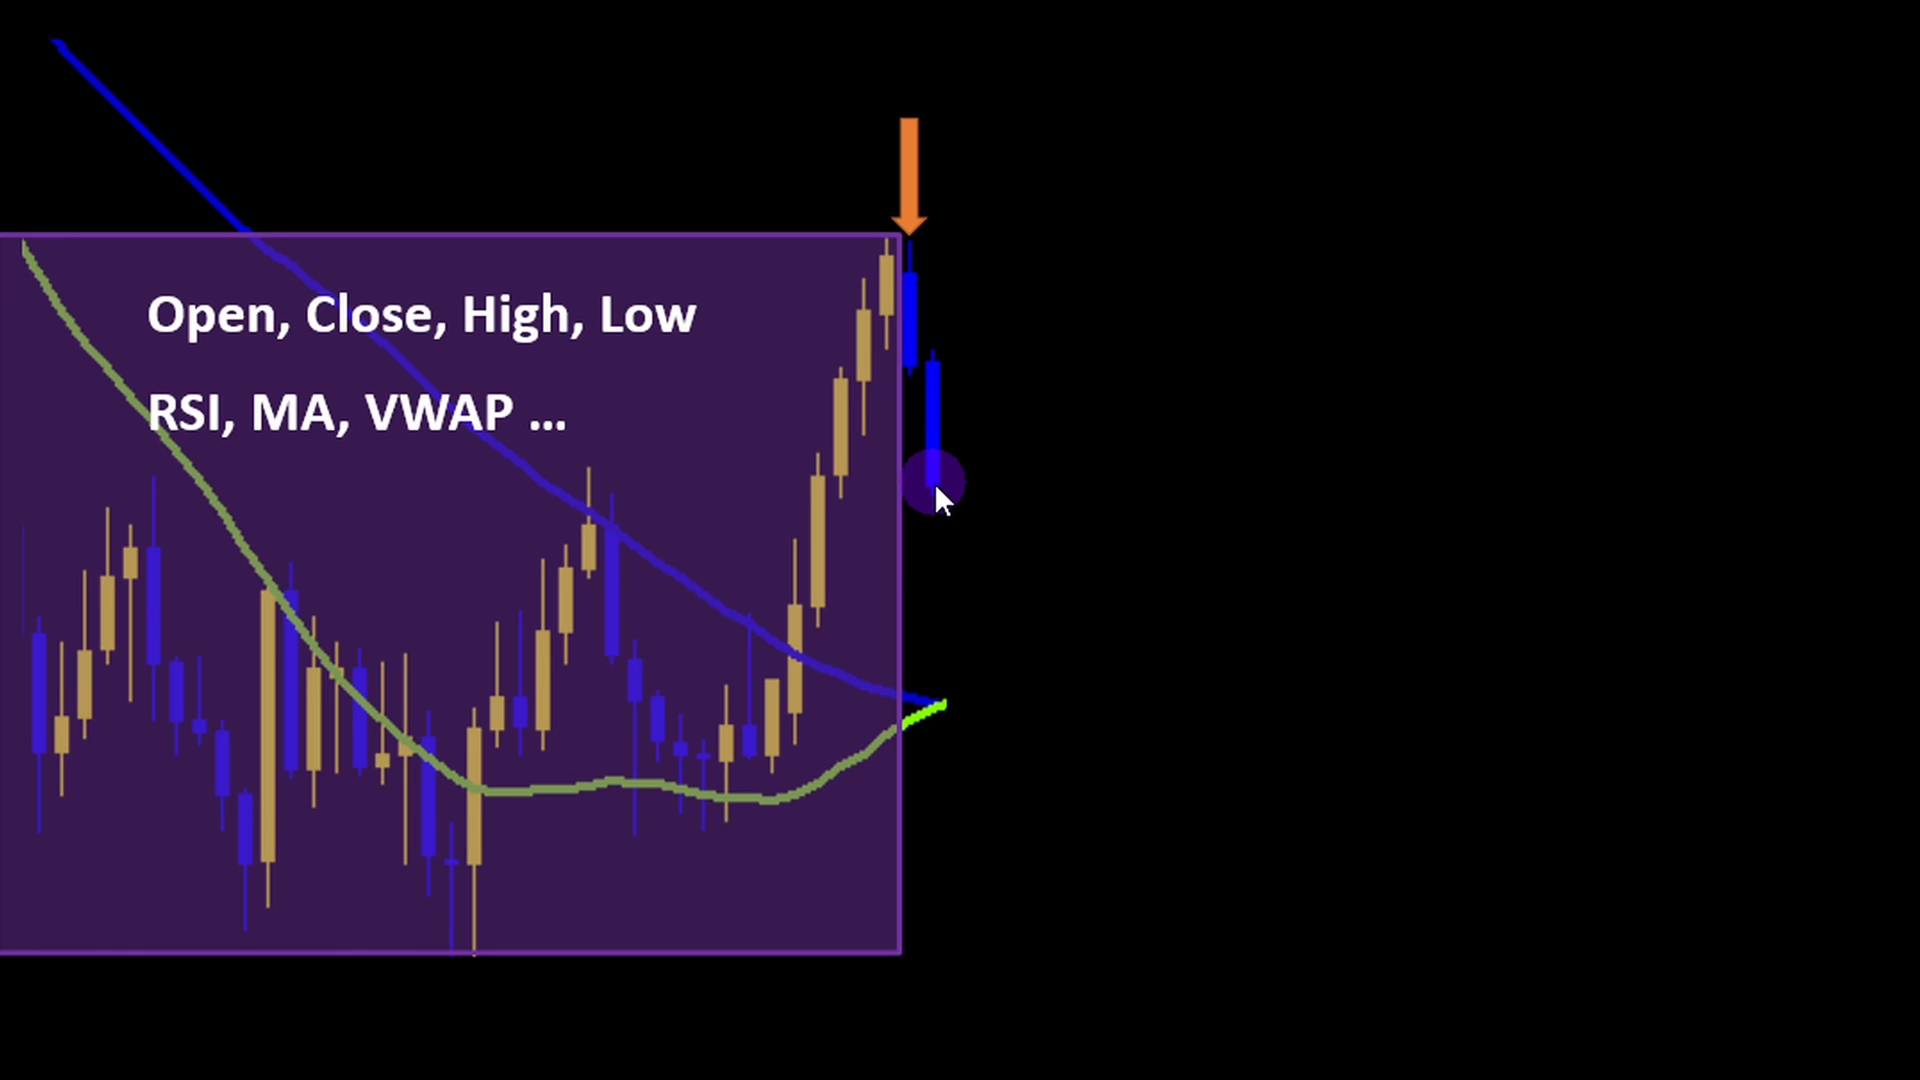 Open, Close, High, Low
RSI, MA, VWAP ...